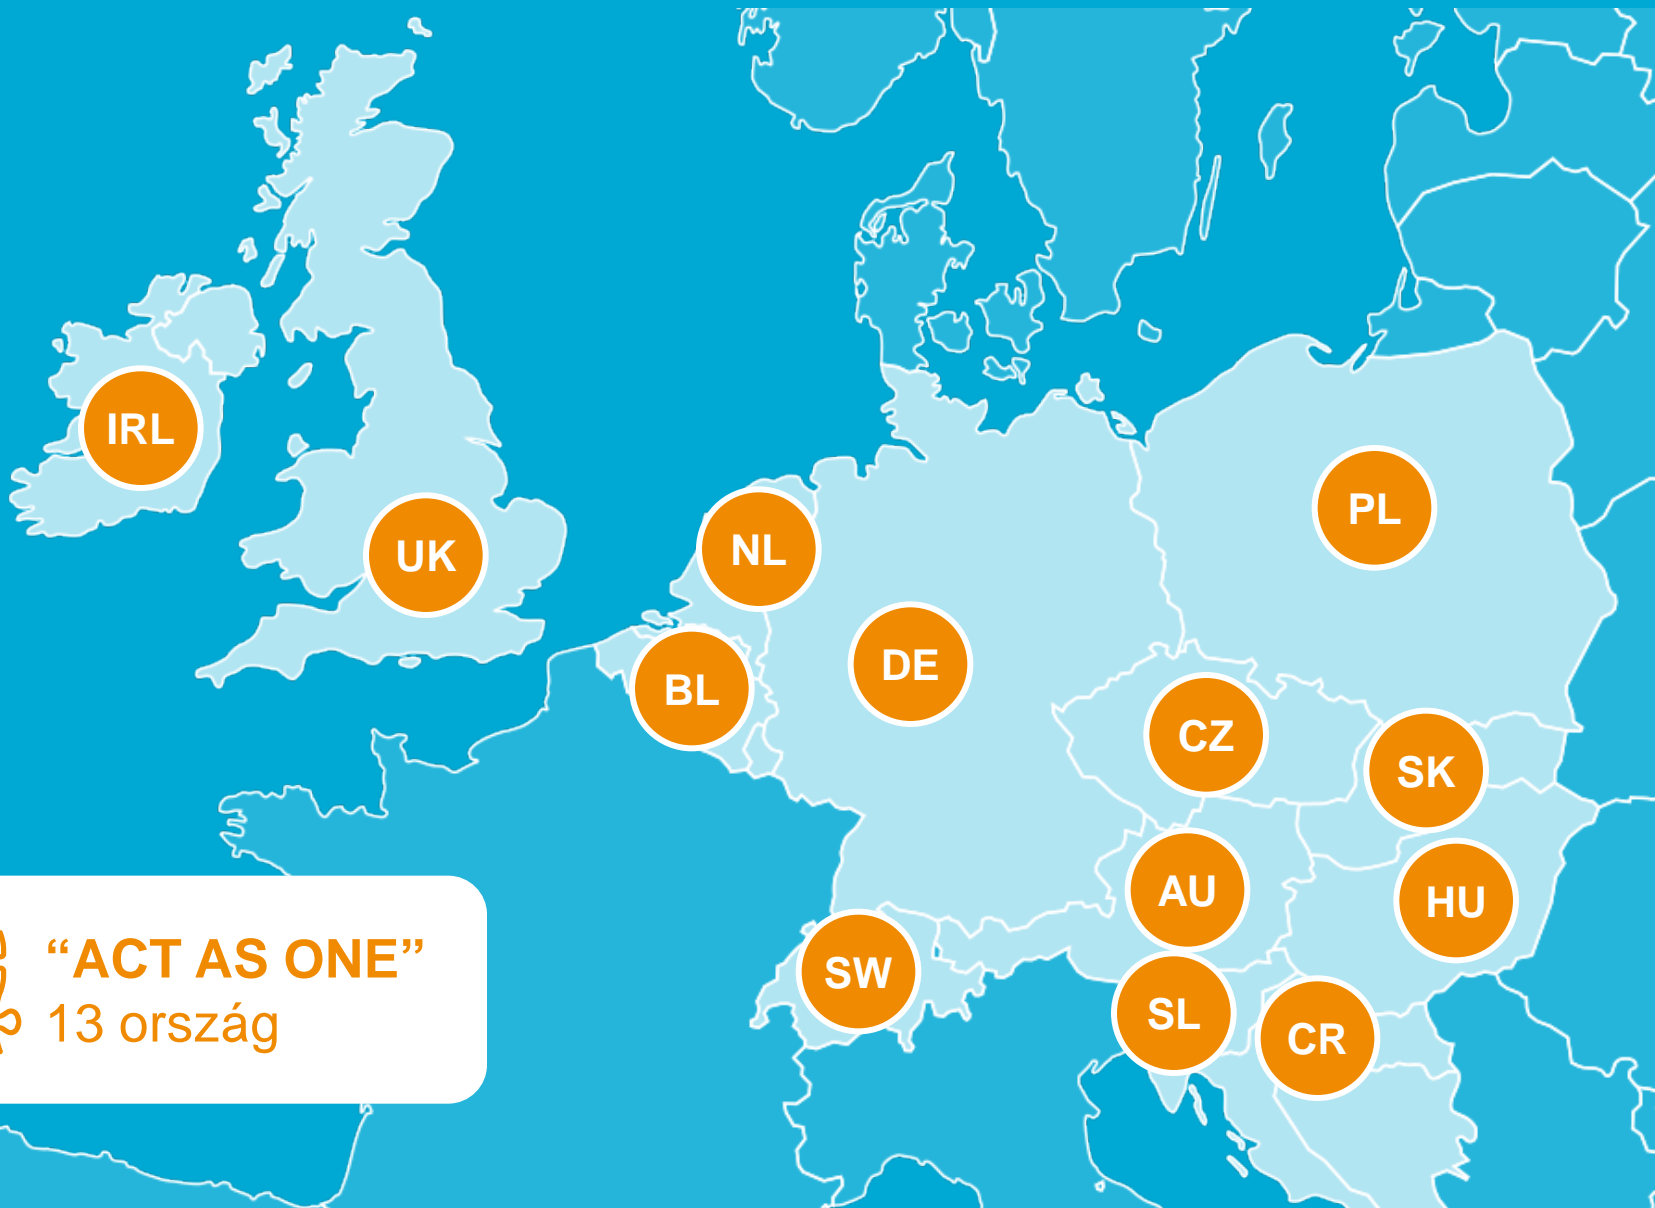 IRL
UK
NL
PL
DE
BL
CZ
SK
AU
HU
SW
SL
CR
“ACT AS ONE”
13 ország